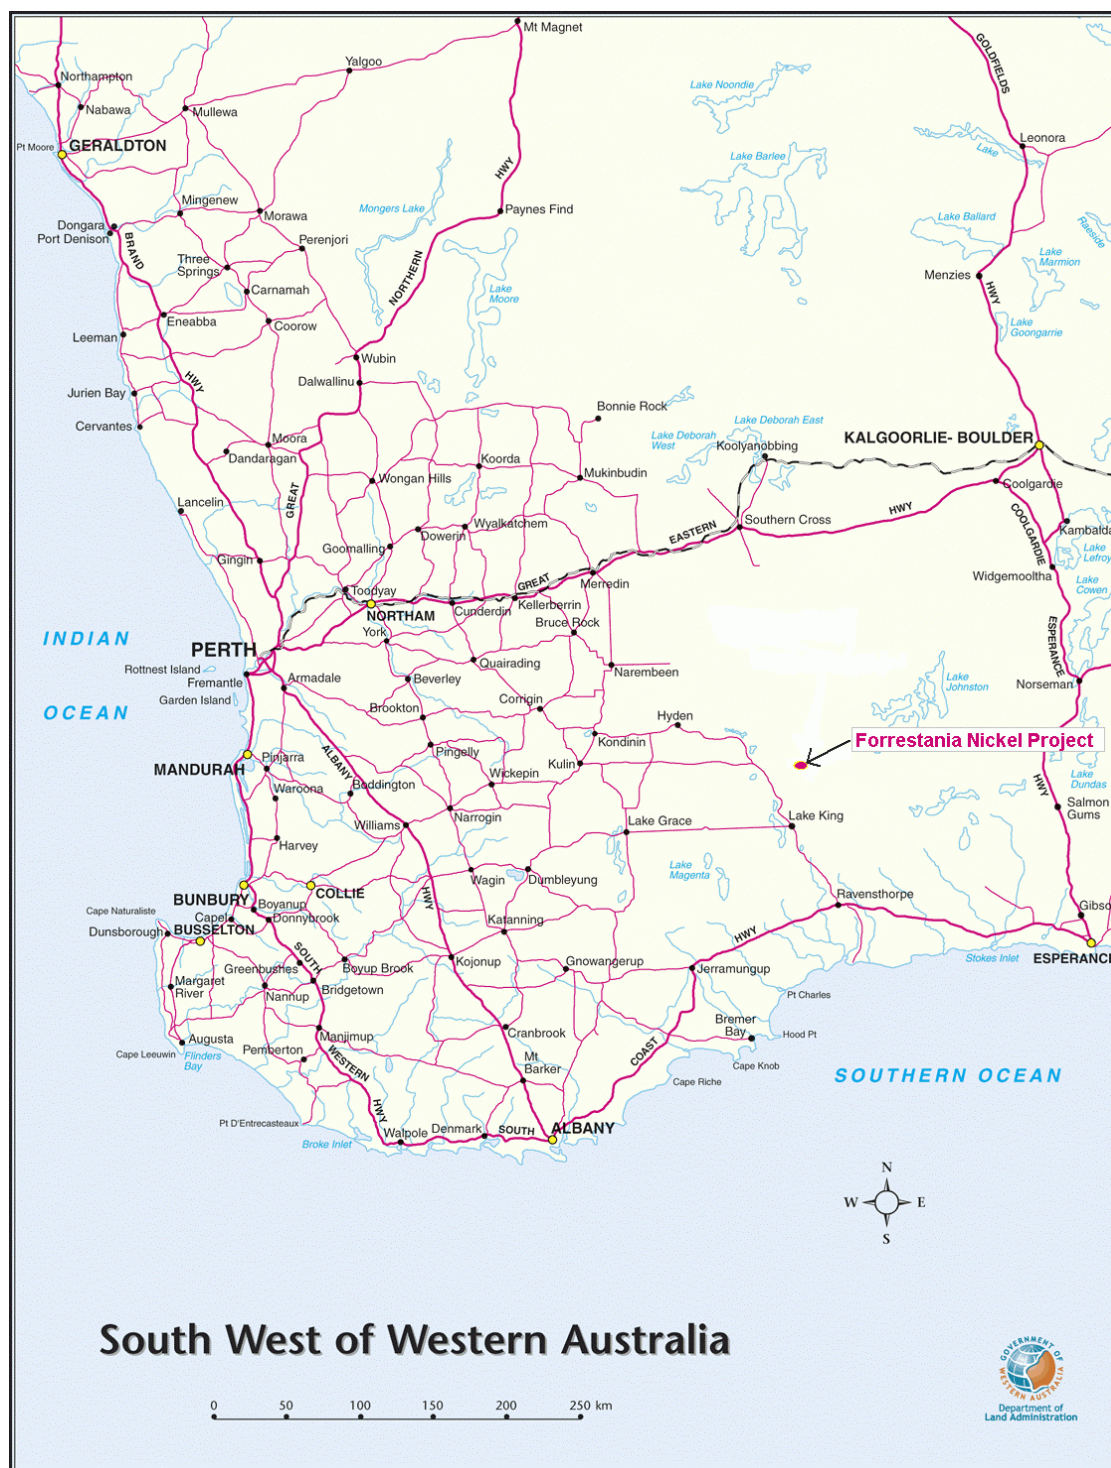 Mt Magnet
Yalgoo
GOLDFIELDS
Northampton
Lake Noondie
Nabawa
Mullewa
Pt Moore
GERALDTON
Leonora
Lake
Lake Barlee
HWY
Mingenew
Mongers Lake
Paynes Find
Morawa
Lake Ballard
Raeside
Dongara
Port Denison
BRAND
Perenjori
Lake
Marmion
Three
Springs
NORTHERN
Menzies
Carnamah
Lake
Moore
HWY
Eneabba
Coorow
Lake
Goongarrie
Leeman
Wubin
HWY
Dalwallinu
Jurien Bay
Bonnie Rock
Cervantes
Lake Deborah East
Lake Deborah
West
Moora
KALGOORLIE- BOULDER
Koolyanobbing
Dandaragan
Koorda
Mukinbudin
Wongan Hills
Coolgardie
Lancelin
GREAT
HWY
COOLGARDIE
Southern Cross
Wyalkatchem
EASTERN
Kambalda
Dowerin
Goomalling
Lake
Lefroy
Gingin
Widgemooltha
Toodyay
GREAT
Merredin
Lake
Cowen
NORTHAM
Cunderdin
Kellerberrin
York
Bruce Rock
ESPERANCE
INDIAN
PERTH
Rottnest Island
Quairading
Narembeen
Fremantle
Armadale
Beverley
Lake
Johnston
Norseman
Garden Island
Corrigin
OCEAN
Brookton
Hyden
Kondinin
Forrestania Nickel Project
ALBANY
Pingelly
Pinjarra
MANDURAH
Kulin
Wickepin
Boddington
Waroona
Lake
Dundas
HWY
Salmon
Gums
Narrogin
Williams
Lake Grace
Lake King
Harvey
Lake
Magenta
Wagin
Dumbleyung
COLLIE
Ravensthorpe
BUNBURY
HWY
Boyanup
Cape Naturaliste
Capel
Donnybrook
Katanning
Gibso
Dunsborough
BUSSELTON
HWY
SOUTH
Stokes Inlet
ESPERANCE
Greenbushes
Boyup Brook
Kojonup
Gnowangerup
Jerramungup
Margaret
River
Bridgetown
Nannup
Pt Charles
Bremer
Bay
Hood Pt
Augusta
Manjimup
Cranbrook
Cape Leeuwin
Flinders
Bay
Pemberton
WESTERN
COAST
Cape Knob
Mt
Barker
Cape Riche
SOUTHERN OCEAN
HWY
Pt D'Entrecasteaux
Broke Inlet
Walpole
Denmark
SOUTH
ALBANY
N
W
E
S
South West of Western Australia
0 50 100 150 200 250 km
GOVERNMENT OF
WESTERN AUSTRALIA
Department of
Land Administration